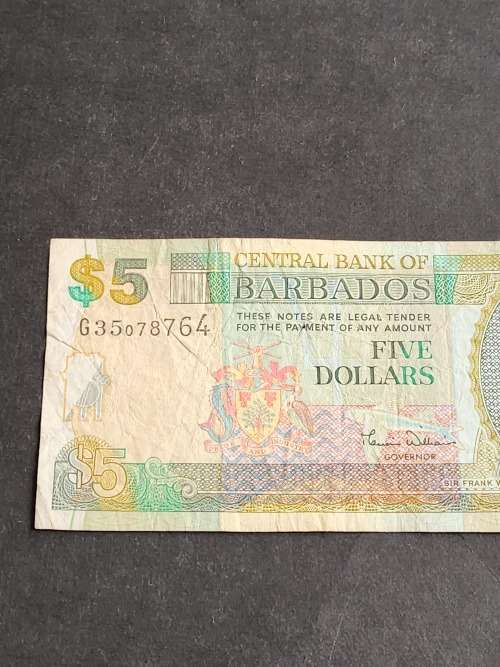 $5
CENTRAL BANK OF
BARBADOS
G35078764
THESE NOTES ARE LEGAL TENDER
FOR THE PAYMENT OF ANY AMOUNT
FIVE
DOLLARS
GOVERNOR
$5
SIR FRANK W